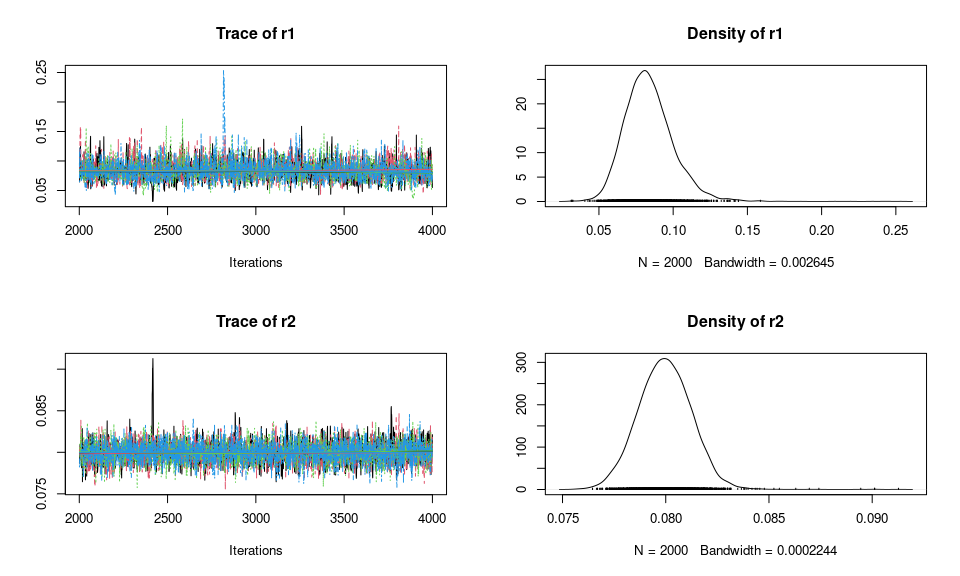 Trace of r1
0.05 0.15 0.25
2000 2500 3000 3500 4000
Iterations
Density of r1
0 5 10 20
0.05 0.10 0.15 0.20 0.25
N = 2000 Bandwidth = 0.002645
Trace of r2
0.075 0.085
2000 2500 3000 3500 4000
Iterations
Density of r2
0 100 200 300
0.075 0.080 0.085 0.090
N = 2000 Bandwidth = 0.0002244